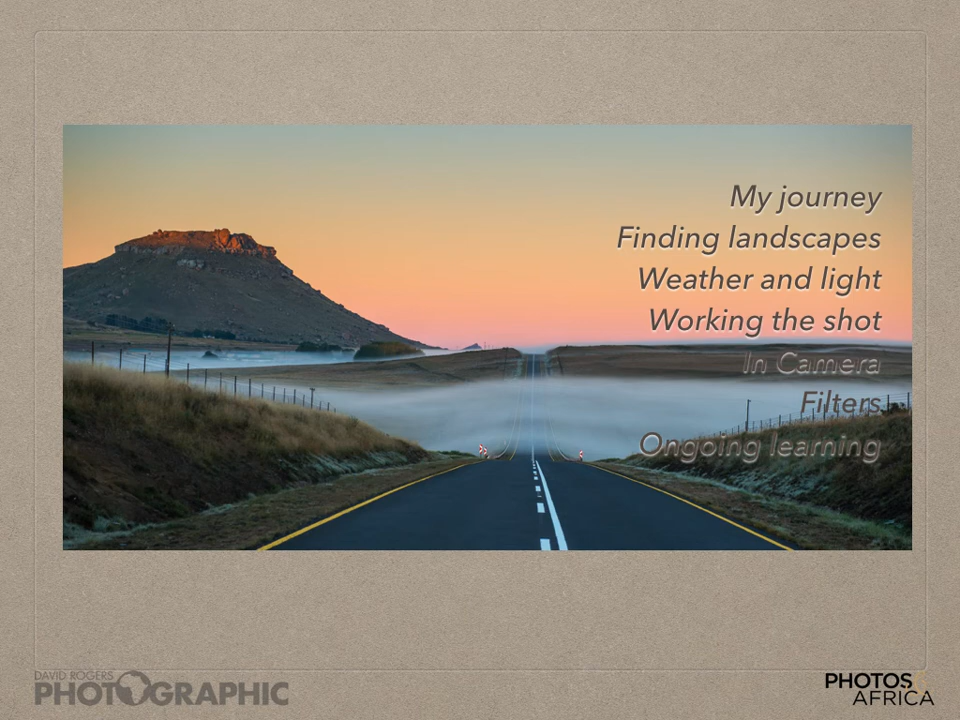 My journey
Finding landscapes
Weather and light
Working the shot
In Camera
Filters
Ongoing learning
DAVID ROGERS
PHOTOGRAPHIC
PHOTOS
AFRICA